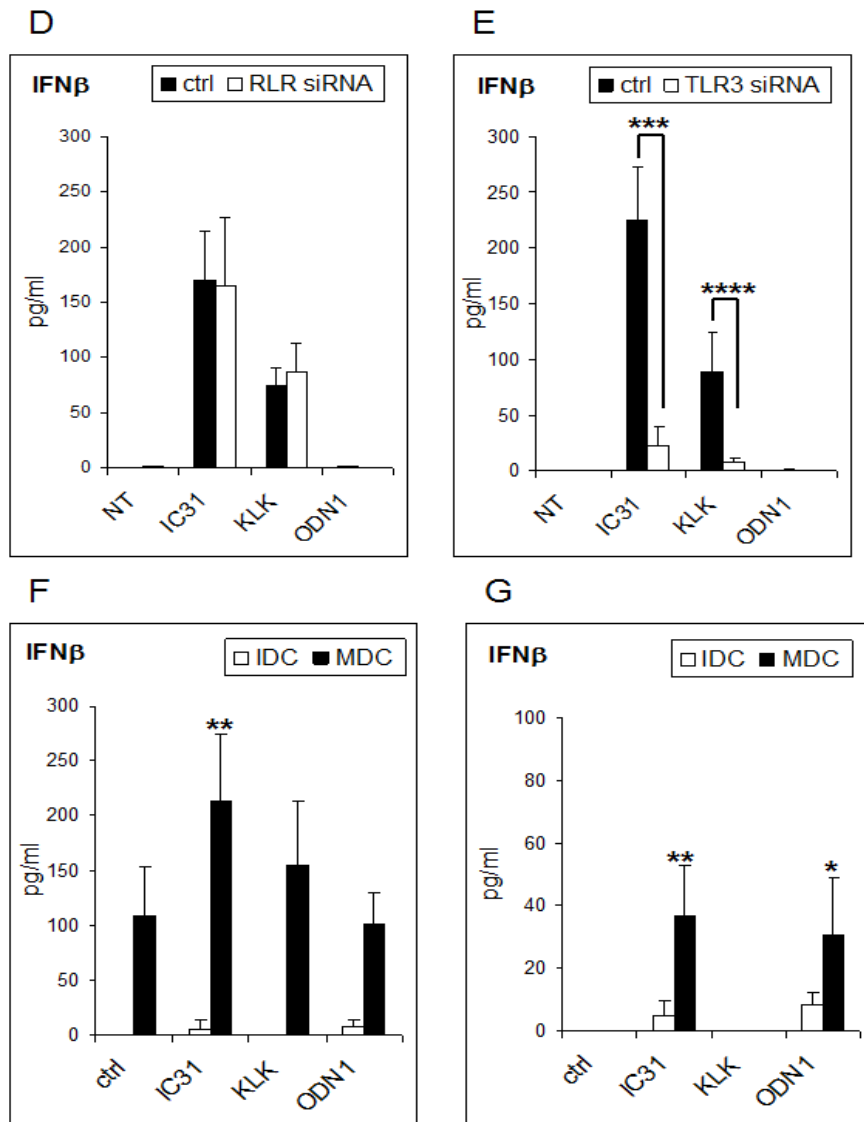 D
IFNβ
ctrl RLR siRNA
300
250
200
150
100
50
0
pg/ml
NT
IC31
KLK
ODN1
E
IFNβ
ctrl TLR3 siRNA
***
****
300
250
200
150
100
50
0
pg/ml
NT
IC31
KLK
ODN1
F
IFNβ
IDC MDC
**
300
250
200
150
100
50
0
pg/ml
ctrl
IC31
KLK
ODN1
G
IFNβ
IDC MDC
**
*
100
80
60
40
20
0
pg/ml
ctrl
IC31
KLK
ODN1